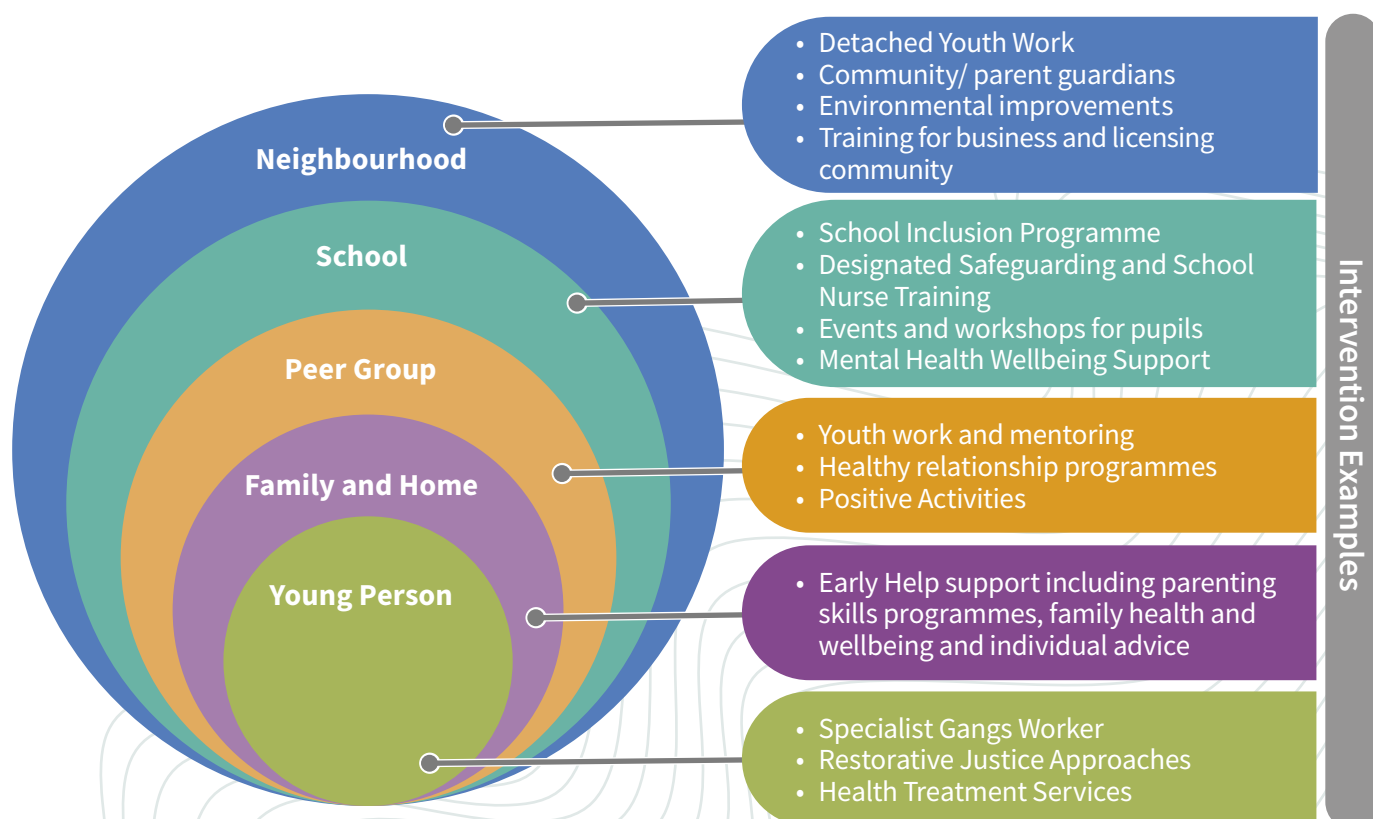 Neighbourhood
School
Peer Group
Family and Home
Young Person
• Detached Youth Work
• Community/ parent guardians
• Environmental improvements
• Training for business and licensing
community
• School Inclusion Programme
• Designated Safeguarding and School
Nurse Training
• Events and workshops for pupils
• Mental Health Wellbeing Support
• Youth work and mentoring
• Healthy relationship programmes
• Positive Activities
• Early Help support including parenting
skills programmes, family health and
wellbeing and individual advice
• Specialist Gangs Worker
• Restorative Justice Approaches
• Health Treatment Services
Intervention Examples